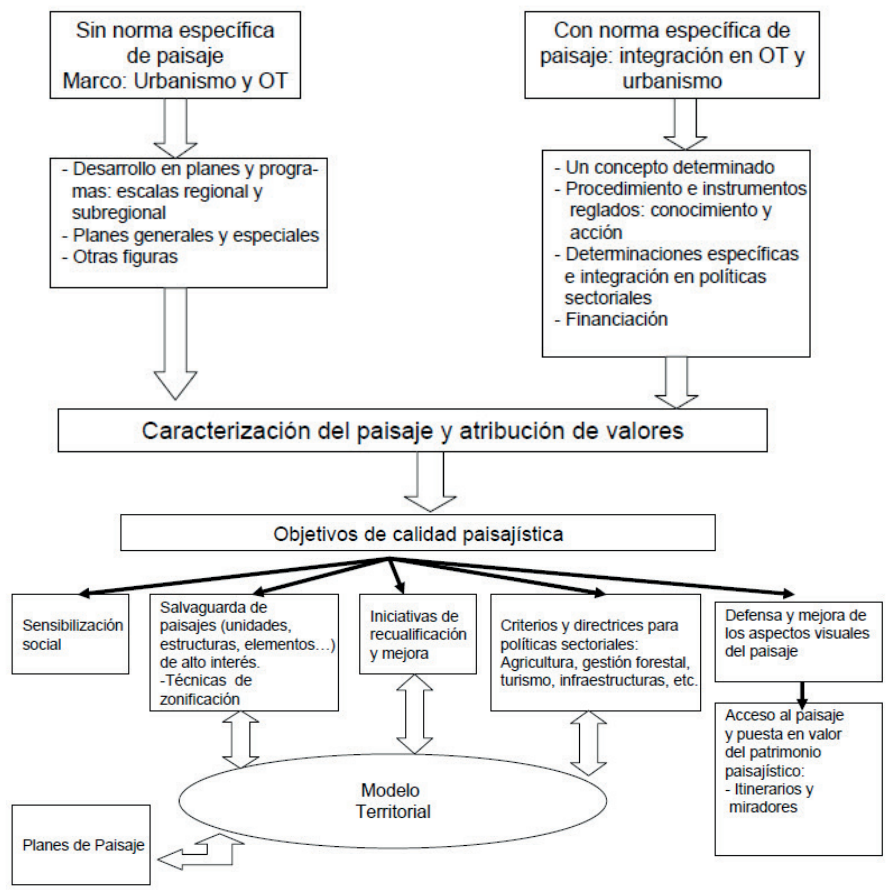 Sin norma específica
de paisaje
Marco: Urbanismo y OT
Con norma específica de
paisaje: integración en OT y
urbanismo
- Desarrollo en planes y progra-
mas: escalas regional y
subregional
- Planes generales y especiales
- Otras figuras
- Un concepto determinado
- Procedimiento e instrumentos
reglados: conocimiento y
acción
- Determinaciones específicas
e integración en políticas
sectoriales
- Financiación
Caracterización del paisaje y atribución de valores
Objetivos de calidad paisajística
Sensibilización
social
Salvaguarda de
paisajes (unidades,
estructuras, elementos…)
de alto interés.
-Técnicas de
zonificación
Iniciativas de
recualificación
y mejora
Criterios y directrices para
políticas sectoriales:
Agricultura, gestión forestal,
turismo, infraestructuras, etc.
Defensa y mejora de
los aspectos visuales
del paisaje
Acceso al paisaje
y puesta en valor
del patrimonio
paisajístico:
- Itinerarios y
miradores
Modelo
Territorial
Planes de Paisaje